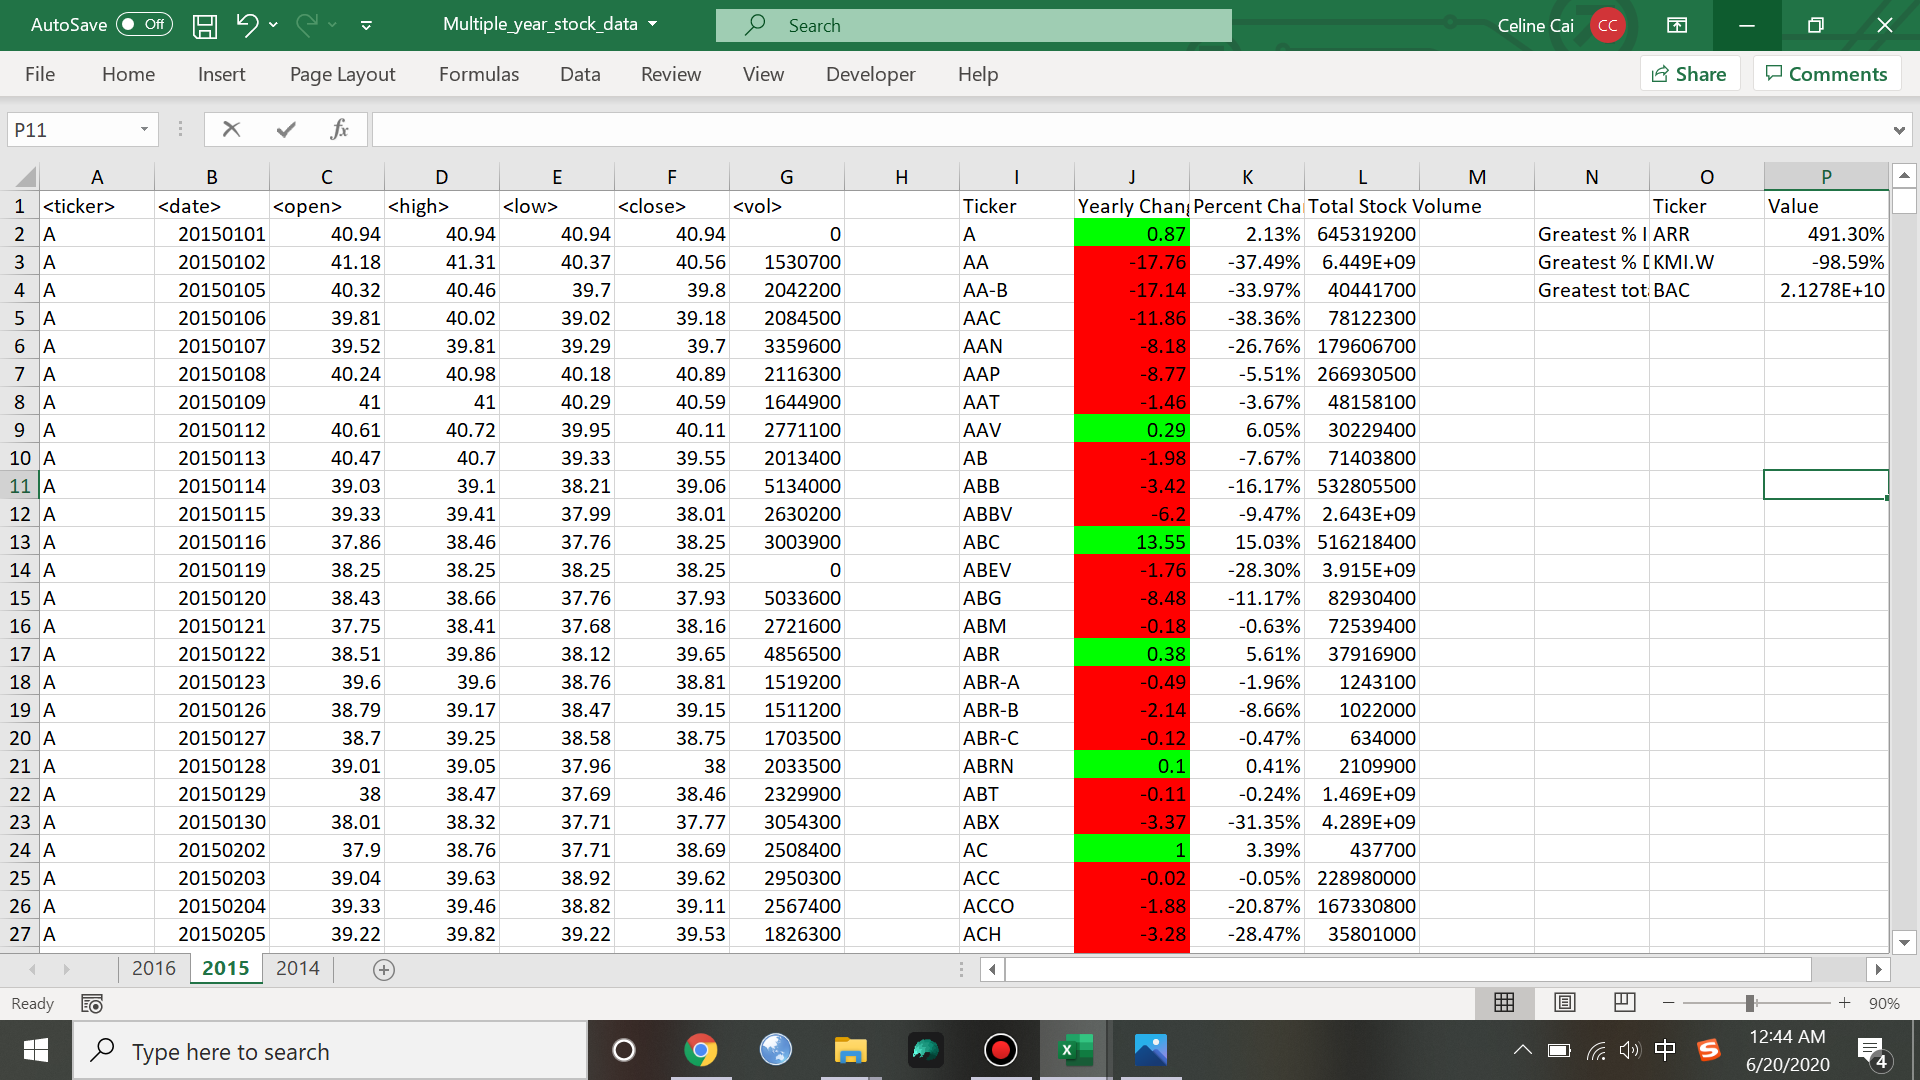 AutoSave Off Multiple_year_stock_data Search Celine Cai CC
File Home Insert Page Layout Formulas Data Review View Developer Help Share Comments
P11 fx
A B C D E F G H I J K L M N O P
1 <ticker> <date> <open> <high> <low> <close> <vol> Ticker Yearly Chang Percent Cha Total Stock Volume Ticker Value
2 A 20150101 40.94 40.94 40.94 40.94 0 A 0.87 2.13% 645319200 Greatest % I ARR 491.30%
3 A 20150102 41.18 41.31 40.37 40.56 1530700 AA -17.76 -37.49% 6.449E+09 Greatest % D KMI.W -98.59%
4 A 20150105 40.32 40.46 39.7 39.8 2042200 AA-B -17.14 -33.97% 40441700 Greatest tota BAC 2.1278E+10
5 A 20150106 39.81 40.02 39.02 39.18 2084500 AAC -11.86 -38.36% 78122300
6 A 20150107 39.52 39.81 39.29 39.7 3359600 AAN -8.18 -26.76% 179606700
7 A 20150108 40.24 40.98 40.18 40.89 2116300 AAP -8.77 -5.51% 266930500
8 A 20150109 41 41 40.29 40.59 1644900 AAT -1.46 -3.67% 48158100
9 A 20150112 40.61 40.72 39.95 40.11 2771100 AAV 0.29 6.05% 30229400
10 A 20150113 40.47 40.7 39.33 39.55 2013400 AB -1.98 -7.67% 71403800
11 A 20150114 39.03 39.1 38.21 39.06 5134000 ABB -3.42 -16.17% 532805500
12 A 20150115 39.33 39.41 37.99 38.01 2630200 ABBV -6.2 -9.47% 2.643E+09
13 A 20150116 37.86 38.46 37.76 38.25 3003900 ABC 13.55 15.03% 516218400
14 A 20150119 38.25 38.25 38.25 38.25 0 ABEV -1.76 -28.30% 3.915E+09
15 A 20150120 38.43 38.66 37.76 37.93 5033600 ABG -8.48 -11.17% 82930400
16 A 20150121 37.75 38.41 37.68 38.16 2721600 ABM -0.18 -0.63% 72539400
17 A 20150122 38.51 39.86 38.12 39.65 4856500 ABR 0.38 5.61% 37916900
18 A 20150123 39.6 39.6 38.76 38.81 1519200 ABR-A -0.49 -1.96% 1243100
19 A 20150126 38.79 39.17 38.47 39.15 1511200 ABR-B -2.14 -8.66% 1022000
20 A 20150127 38.7 39.25 38.58 38.75 1703500 ABR-C -0.12 -0.47% 634000
21 A 20150128 39.01 39.05 37.96 38 2033500 ABRN 0.1 0.41% 2109900
22 A 20150129 38 38.47 37.69 38.46 2329900 ABT -0.11 -0.24% 1.469E+09
23 A 20150130 38.01 38.32 37.71 37.77 3054300 ABX -3.37 -31.35% 4.289E+09
24 A 20150202 37.9 38.76 37.71 38.69 2508400 AC 1 3.39% 437700
25 A 20150203 39.04 39.63 38.92 39.62 2950300 ACC -0.02 -0.05% 228980000
26 A 20150204 39.33 39.46 38.82 39.11 2567400 ACCO -1.88 -20.87% 167330800
27 A 20150205 39.22 39.82 39.22 39.53 1826300 ACH -3.28 -28.47% 35801000
2016 2015 2014
Ready 90%
Type here to search 中 S 12:44 AM
6/20/2020 4